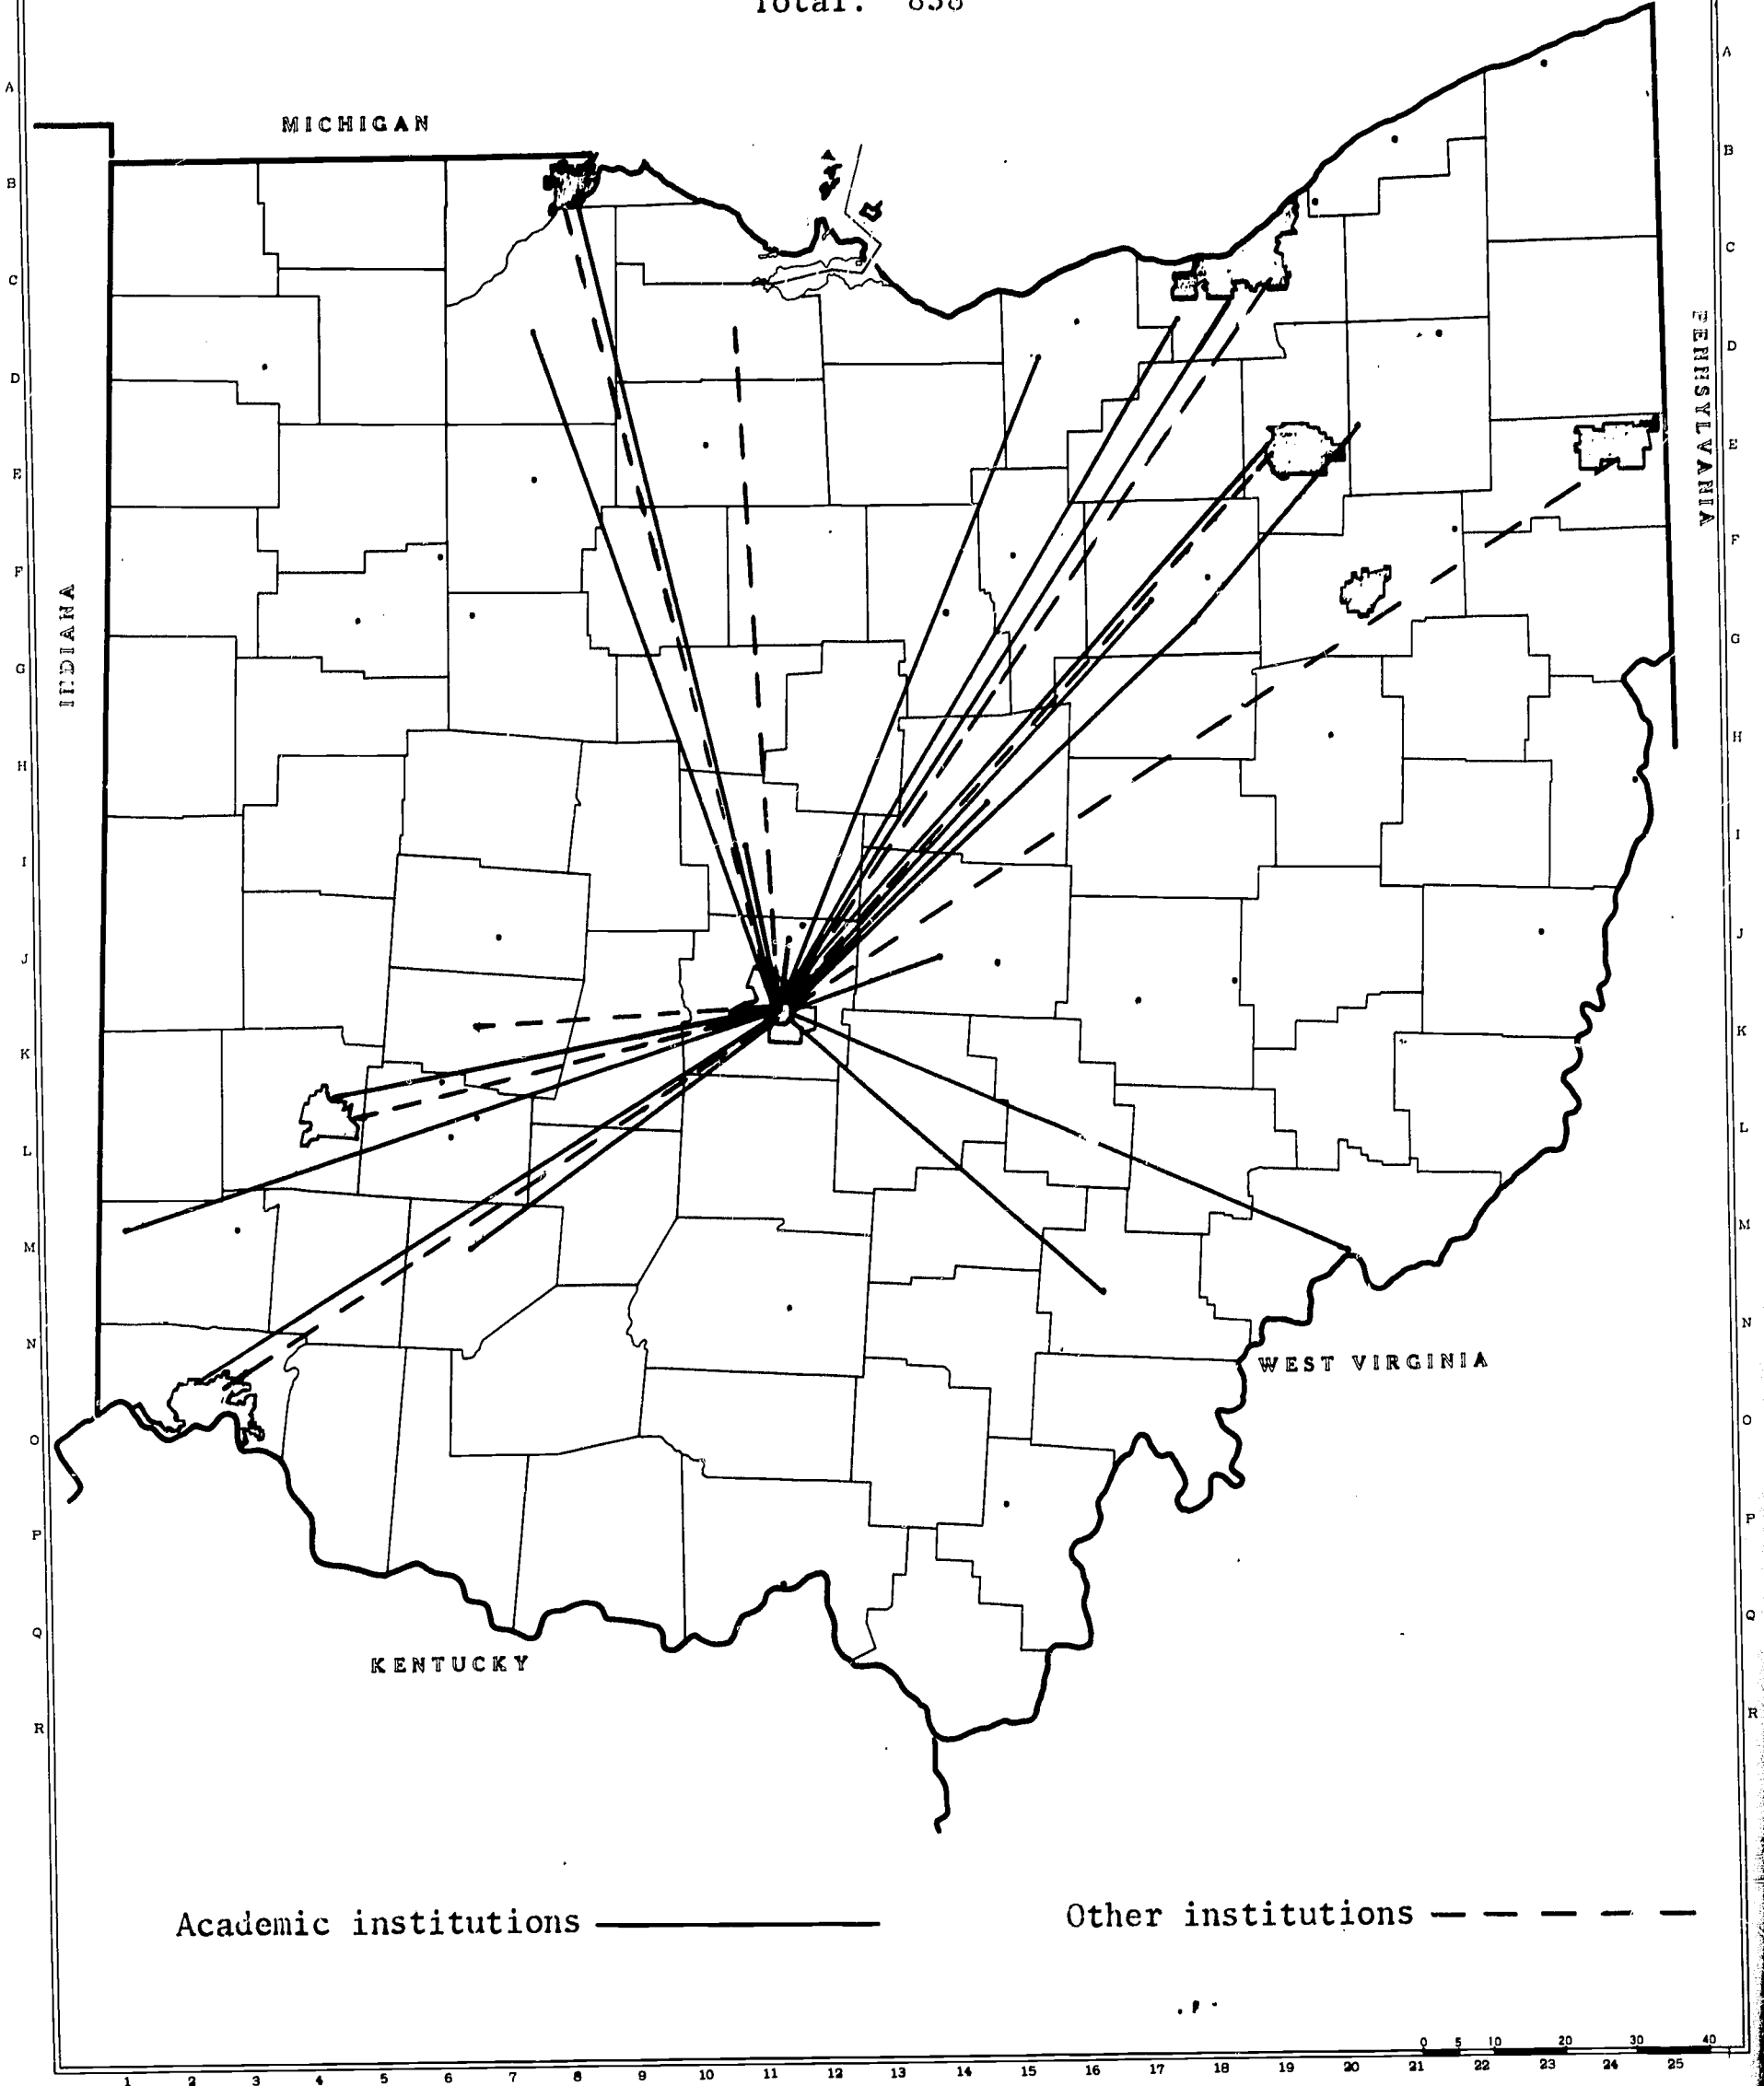 Total: 838
A
A
MICHIGAN
B
B
C
C
PENNSYLVANIA
D
D
E
E
F
F
INDIANA
G
G
H
H
I
I
J
J
K
K
L
L
M
M
N
N
WEST VIRGINIA
O
O
P
P
Q
Q
KENTUCKY
R
R
Academic institutions
Other institutions
0 5 10 20 30 40
1 2 3 4 5 6 7 8 9 10 11 12 13 14 15 16 17 18 19 20 21 22 23 24 25